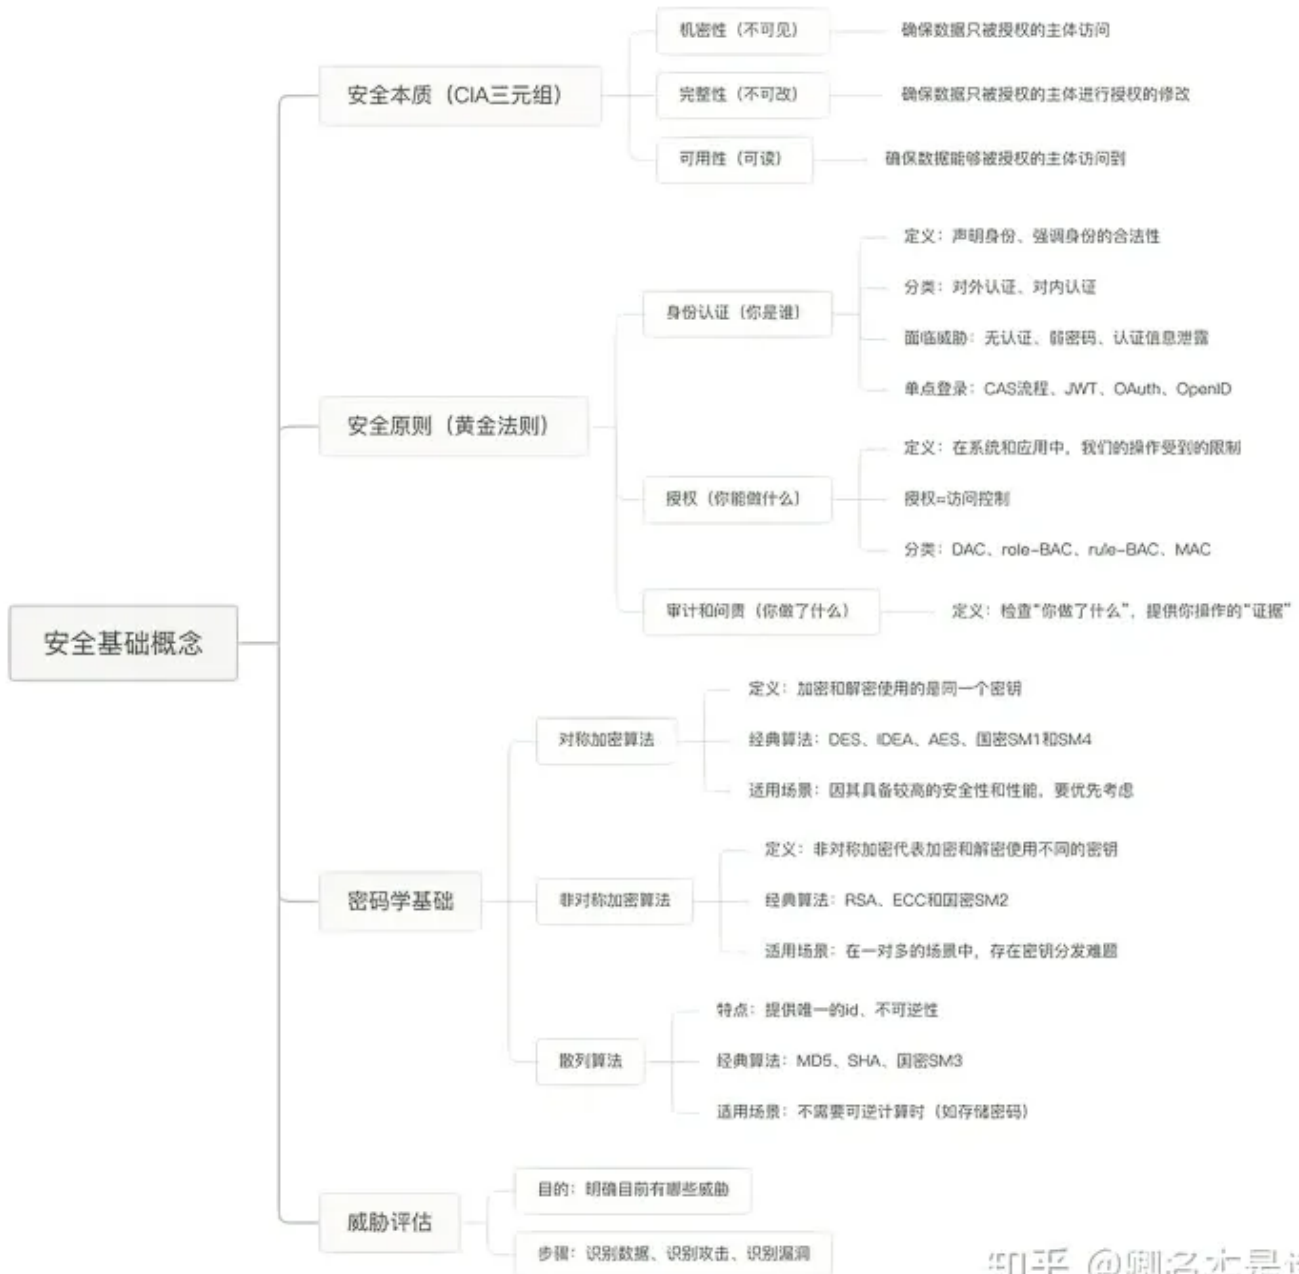 安全基础概念
安全本质（CIA三元组）
机密性（不可见）
确保数据只被授权的主体访问
完整性（不可改）
确保数据只被授权的主体进行授权的修改
可用性（可读）
确保数据能够被授权的主体访问到
安全原则（黄金法则）
身份认证（你是谁）
定义：声明身份、强调身份的合法性
分类：对外认证、对内认证
面临威胁：无认证、弱密码、认证信息泄露
单点登录：CAS流程、JWT、OAuth、OpenID
授权（你能做什么）
定义：在系统和应用中，我们的操作受到的限制
授权=访问控制
分类：DAC、role-BAC、rule-BAC、MAC
审计和问责（你做了什么）
定义：检查“你做了什么”，提供你操作的“证据”
密码学基础
对称加密算法
定义：加密和解密使用的是同一个密钥
经典算法：DES、IDEA、AES、国密SM1和SM4
适用场景：因其具备较高的安全性和性能，要优先考虑
非对称加密算法
定义：非对称加密代表加密和解密使用不同的密钥
经典算法：RSA、ECC和国密SM2
适用场景：在一对多的场景中，存在密钥分发难题
散列算法
特点：提供唯一的id、不可逆性
经典算法：MD5、SHA、国密SM3
适用场景：不需要可逆计算时（如存储密码）
威胁评估
目的：明确目前有哪些威胁
步骤：识别数据、识别攻击、识别漏洞
知乎